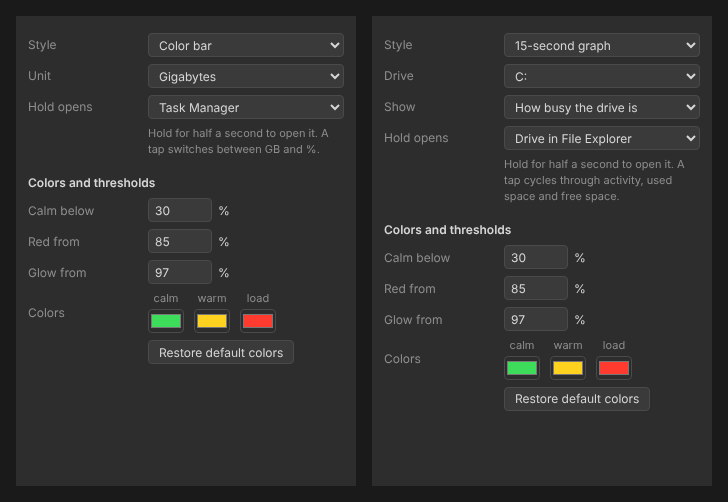 Style
Color bar
Unit
Gigabytes
Hold opens
Task Manager
Hold for half a second to open it. A
tap switches between GB and %.
Colors and thresholds
Calm below
30 %
Red from
85 %
Glow from
97 %
Colors
calm warm load
Restore default colors
Style
15-second graph
Drive
C:
Show
How busy the drive is
Hold opens
Drive in File Explorer
Hold for half a second to open it. A
tap cycles through activity, used
space and free space.
Colors and thresholds
Calm below
30 %
Red from
85 %
Glow from
97 %
Colors
calm warm load
Restore default colors